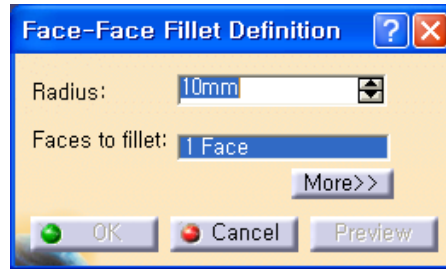 Face-Face Fillet Definition
Radius: 10mm
Faces to fillet: 1 Face
More>>
OK Cancel Preview